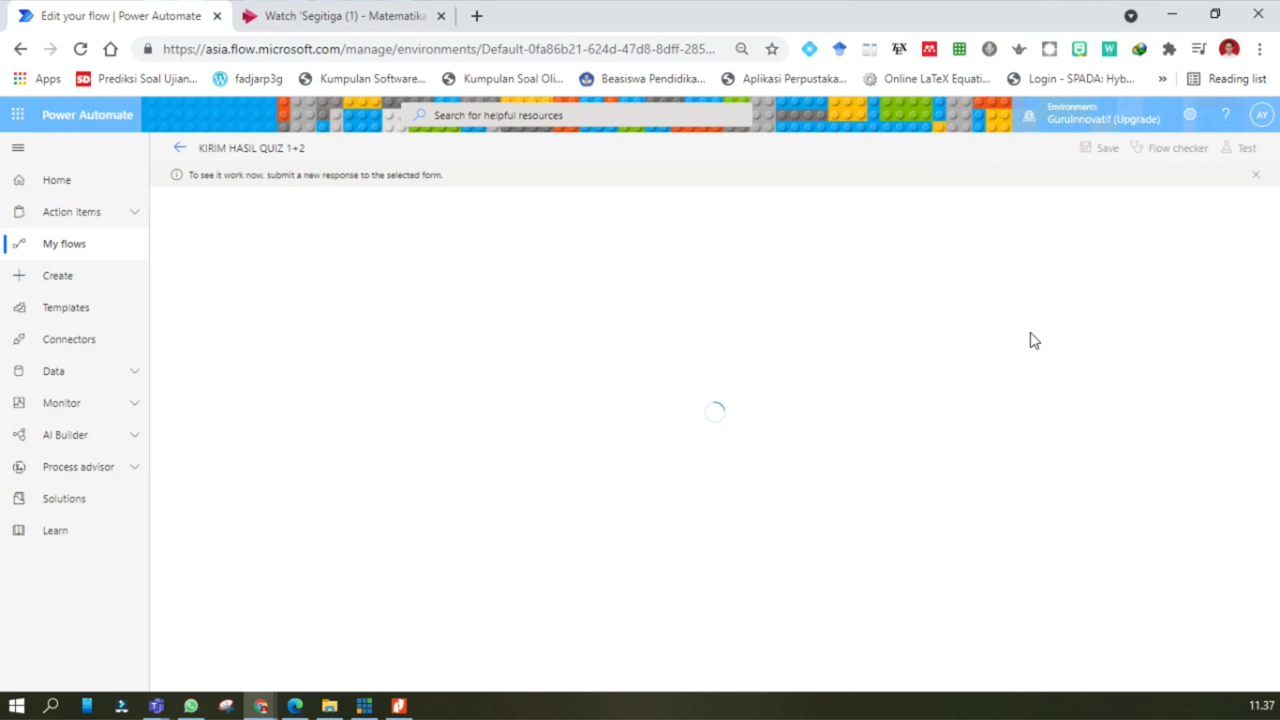 Edit your flow | Power Automate
Watch 'Segitiga (1) - Matematika
https://asia.flow.microsoft.com/manage/environments/Default-0fa86b21-624d-47d8-8dff-285...
Apps
Prediksi Soal Ujian...
fadjarp3g
Kumpulan Software...
Kumpulan Soal Oli...
Beasiswa Pendidika...
Aplikasi Perpustaka...
Online LaTeX Equati...
Login - SPADA: Hyb...
Reading list
Power Automate
Search for helpful resources
Environments
GuruInnovatif (Upgrade)
AY
KIRIM HASIL QUIZ 1+2
Save
Flow checker
Test
To see it work now, submit a new response to the selected form.
Home
Action items
My flows
Create
Templates
Connectors
Data
Monitor
AI Builder
Process advisor
Solutions
Learn
11.37